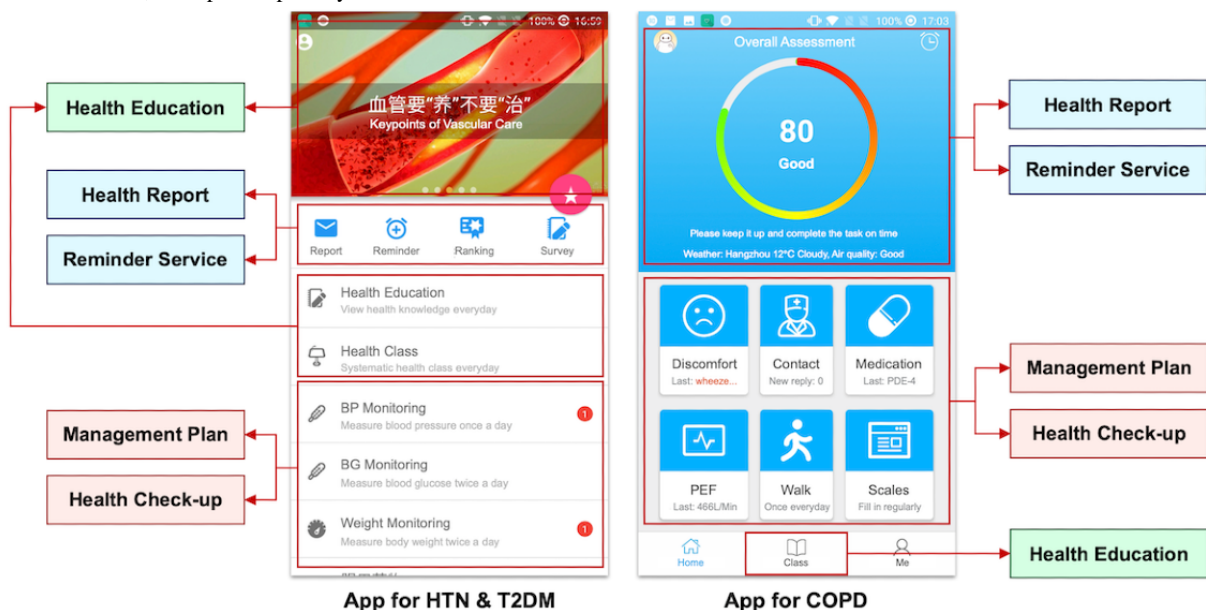 100% 16:59
血管要“养”不要“治”
Keypoints of Vascular Care
Report
Reminder
Ranking
Survey
Health Education
View health knowledge everyday
Health Class
Systematic health class everyday
BP Monitoring
Measure blood pressure once a day
1
BG Monitoring
Measure blood glucose twice a day
Weight Monitoring
Measure body weight twice a day
1
App for HTN & T2DM
Health Education
Health Report
Reminder Service
Management Plan
Health Check-up
100% 17:03
Overall Assessment
80
Good
Please keep it up and complete the task on time
Weather: Hangzhou 12°C Cloudy, Air quality: Good
Discomfort
Last: wheeze...
Contact
New reply: 0
Medication
Last: PDE-4
PEF
Last: 466L/Min
Walk
Once everyday
Scales
Fill in regularly
Home
Class
Me
App for COPD
Health Report
Reminder Service
Management Plan
Health Check-up
Health Education